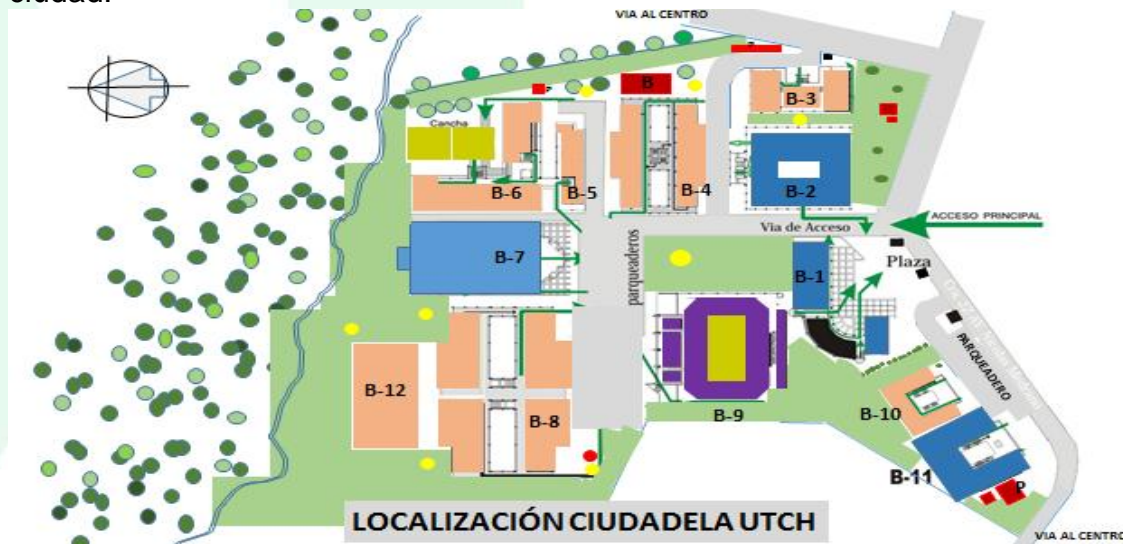 ciudad.
VIA AL CENTRO
B
B-3
Cancha
B-2
B-6
B-5
B-4
ACCESO PRINCIPAL
Via de Acceso
parqueaderos
B-7
B-1
Plaza
PARQUEADERO
B-12
B-8
B-9
B-10
B-11
P
LOCALIZACIÓN CIUDADELA UTCH
VIA AL CENTRO